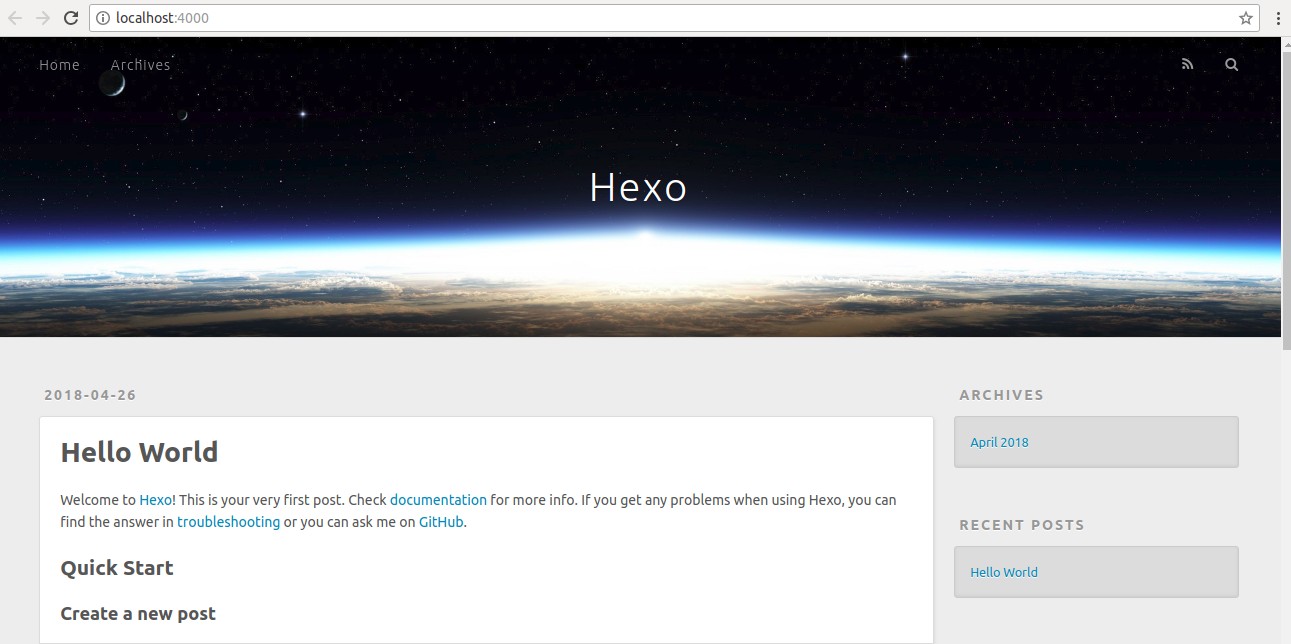 localhost:4000
Home Archives
Hexo
2018-04-26
Hello World
Welcome to Hexo! This is your very first post. Check documentation for more info. If you get any problems when using Hexo, you can
find the answer in troubleshooting or you can ask me on GitHub.
Quick Start
Create a new post
ARCHIVES
April 2018
RECENT POSTS
Hello World